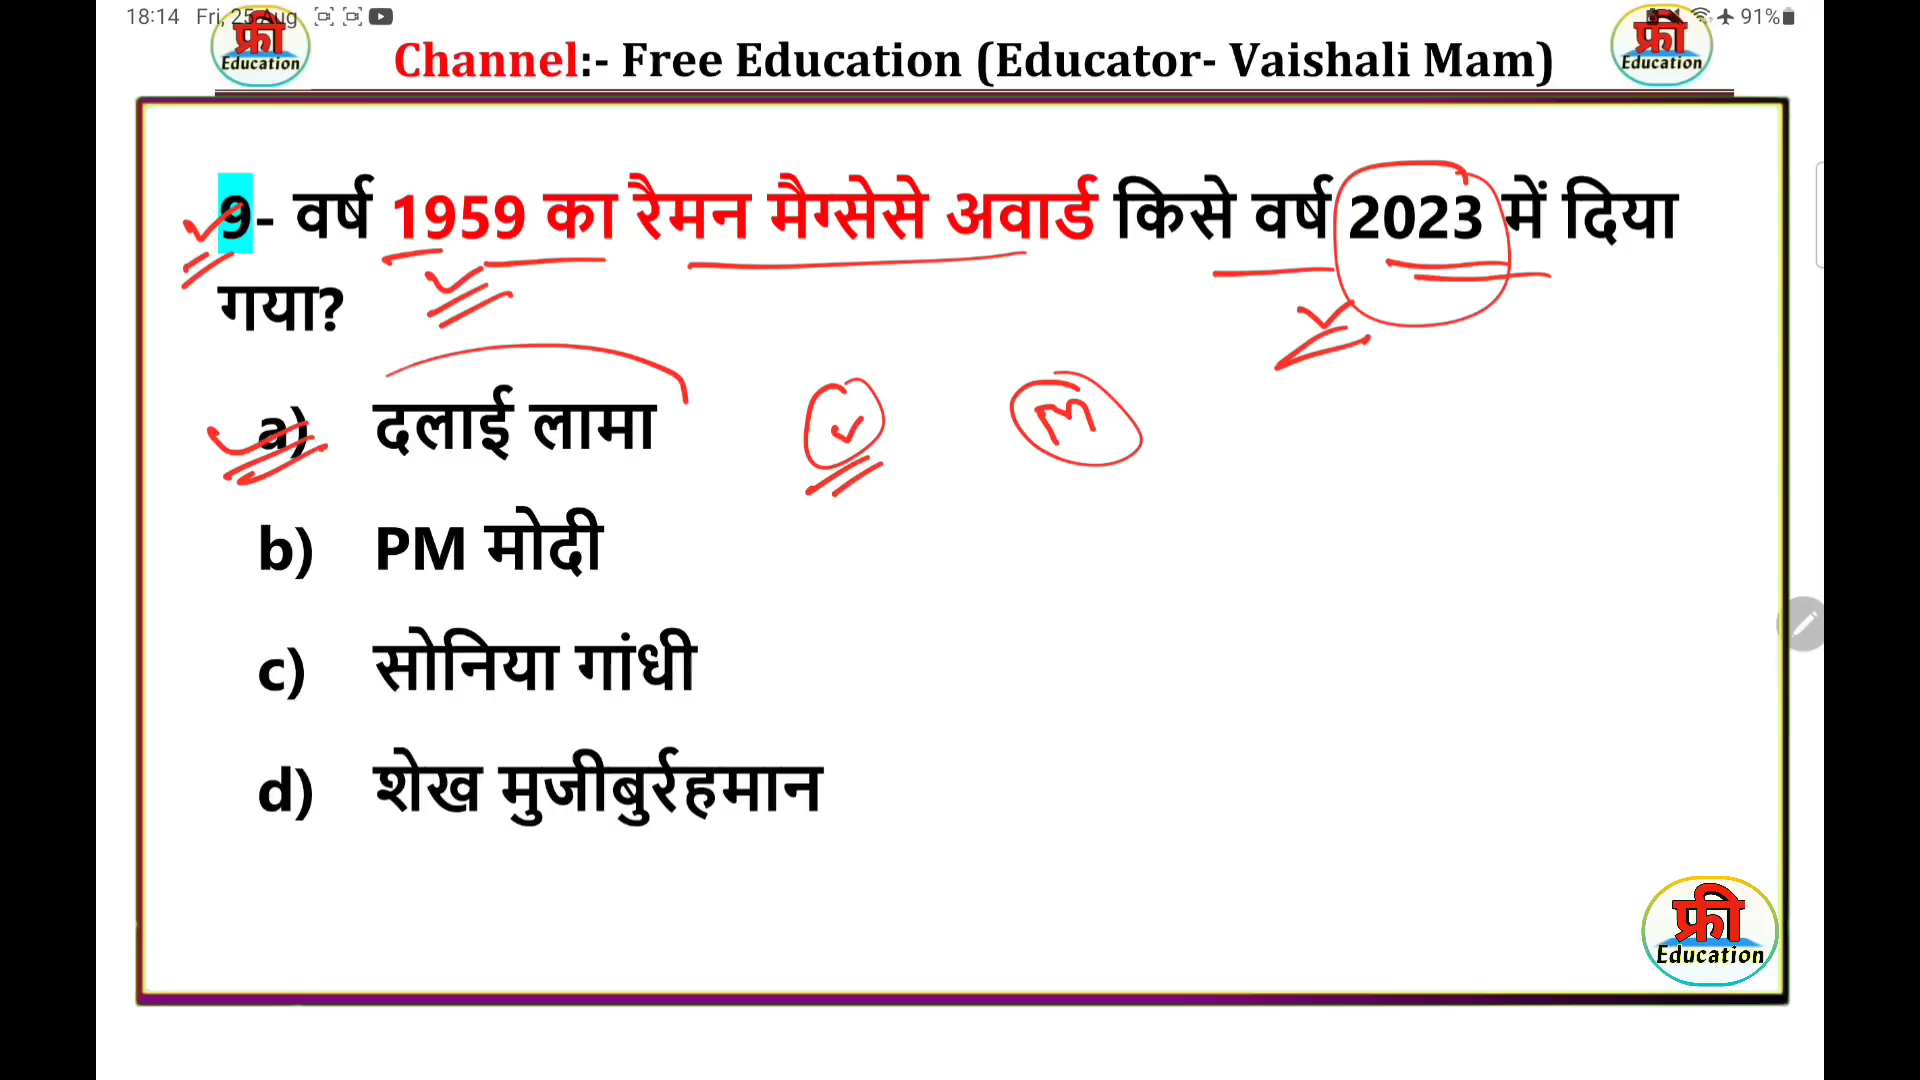 18:14 Fri, 25 Aug 91%
फ्री
Education
Channel:- Free Education (Educator- Vaishali Mam)
फ्री
Education
9- वर्ष 1959 का रैमन मैग्सेसे अवार्ड किसे वर्ष 2023 में दिया
गया?
a) दलाई लामा
M
b) PM मोदी
c) सोनिया गांधी
d) शेख मुजीबुर्रहमान
फ्री
Education